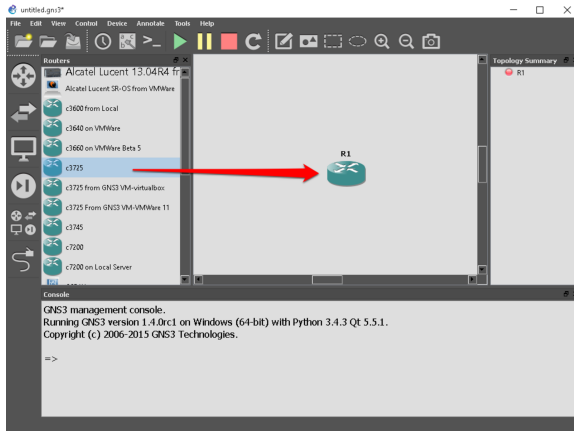 untitled.gns3*
File Edit View Control Device Annotate Tools Help
Routers
Alcatel Lucent 13.04R4 fr
Alcatel Lucent SR-OS from VMWare
c3600 from Local
c3640 on VMWare
c3660 on VMWare Beta 5
c3725
c3725 from GNS3 VM-virtualbox
c3725 From GNS3 VM-VMWare 11
c3745
c7200
c7200 on Local Server
R1
Topology Summary
R1
Console
GNS3 management console.
Running GNS3 version 1.4.0rc1 on Windows (64-bit) with Python 3.4.3 Qt 5.5.1.
Copyright (c) 2006-2015 GNS3 Technologies.
=>